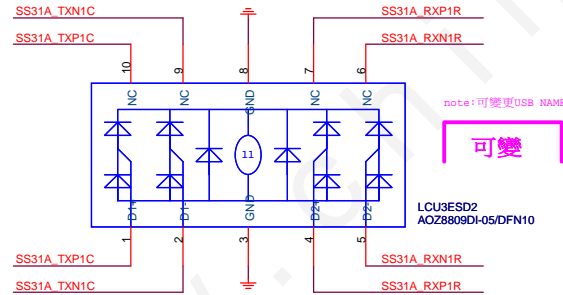 SS31A_TXN1C
SS31A_RXP1R
SS31A_TXP1C
SS31A_RXN1R
10
9
8
7
6
NC
NC
GND
NC
NC
note:可變更USB NAME
可變
11
LCU3ESD2
AOZ8809DI-05/DFN10
D1+
D1-
GND
D2+
D2-
1
2
3
4
5
SS31A_TXP1C
SS31A_RXN1R
SS31A_TXN1C
SS31A_RXP1R